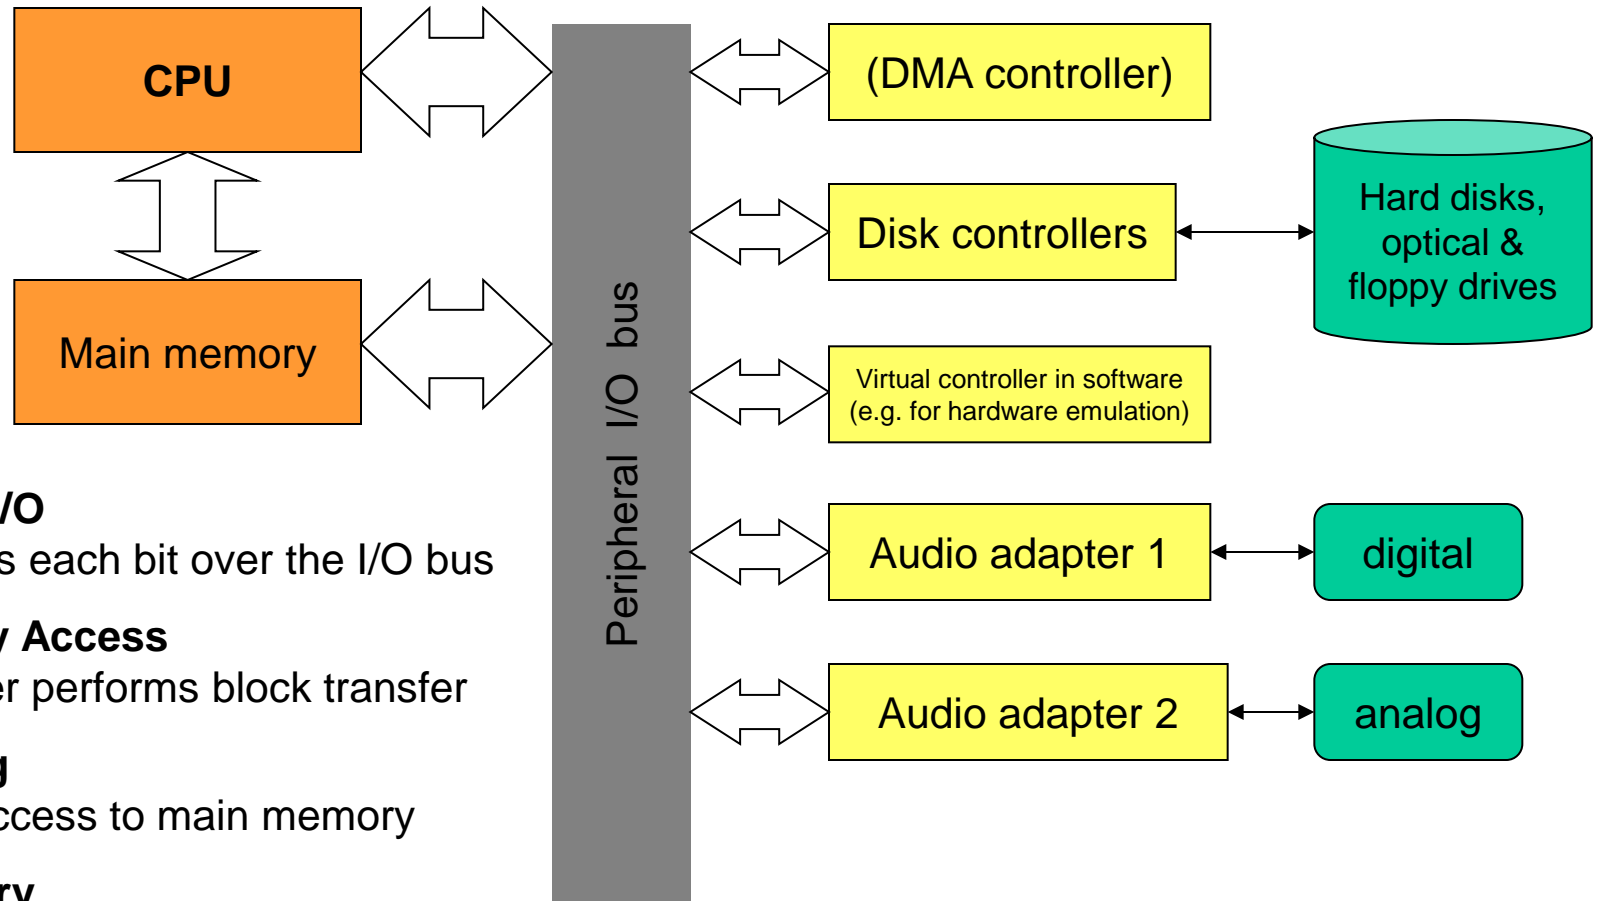 CPU
Main memory
Peripheral I/O bus
(DMA controller)
Disk controllers
Hard disks,
optical &
floppy drives
Virtual controller in software
(e.g. for hardware emulation)
Audio adapter 1
digital
Audio adapter 2
analog
/O
s each bit over the I/O bus
y Access
er performs block transfer
g
ccess to main memory
ry